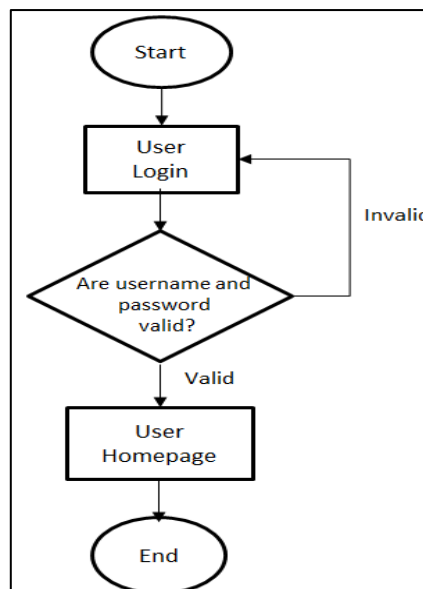 Start
User
Login
Invalid
Are username and
password
valid?
Valid
User
Homepage
End